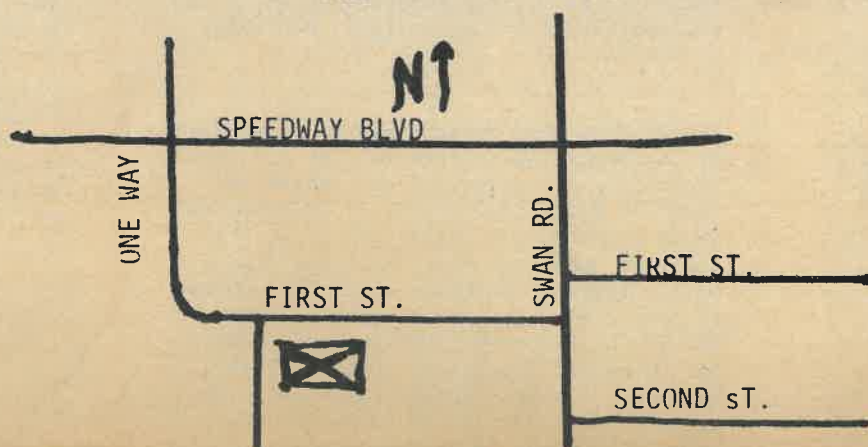 N
SPEEDWAY BLVD
ONE WAY
SWAN RD.
FIRST ST.
FIRST ST.
SECOND sT.